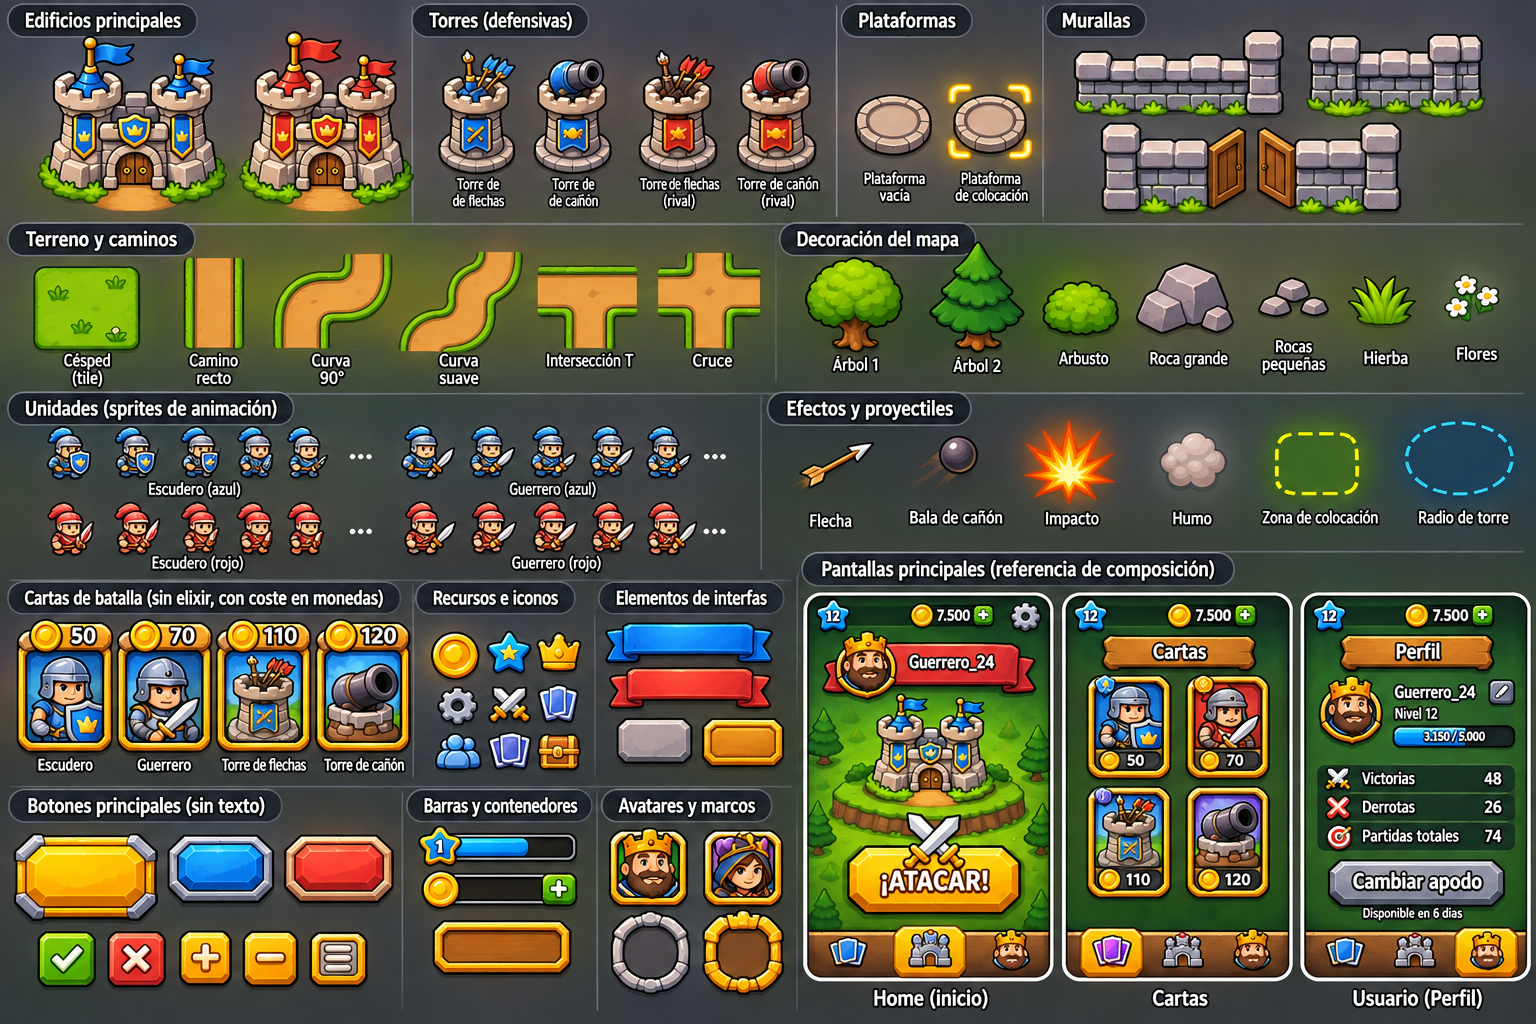 Edificios principales
Torres (defensivas)
Plataformas
Murallas
Torre de
de flechas
Torre de
de cañón
Torre de flechas
(rival)
Torre de cañón
(rival)
Plataforma
vacía
Plataforma
de colocación
Terreno y caminos
Decoración del mapa
Césped
(tile)
Camino
recto
Curva
90°
Curva
suave
Intersección T
Cruce
Árbol 1
Árbol 2
Arbusto
Roca grande
Rocas
pequeñas
Hierba
Flores
Unidades (sprites de animación)
Efectos y proyectiles
...
...
Escudero (azul)
Guerrero (azul)
...
...
Escudero (rojo)
Guerrero (rojo)
Flecha
Bala de cañón
Impacto
Humo
Zona de colocación
Radio de torre
Cartas de batalla (sin elixir, con coste en monedas)
50
70
110
120
Escudero
Guerrero
Torre de flechas
Torre de cañón
Recursos e iconos
Elementos de interfas
Botones principales (sin texto)
Barras y contenedores
1
Avatares y marcos
Pantallas principales (referencia de composición)
12
7.500
Guerrero_24
¡ATACAR!
Home (inicio)
12
7.500
Cartas
50
70
110
120
Cartas
12
7.500
Perfil
Guerrero_24
Nivel 12
3.150 / 5.000
Victorias 48
Derrotas 26
Partidas totales 74
Cambiar apodo
Disponible en 6 dias
Usuario (Perfil)